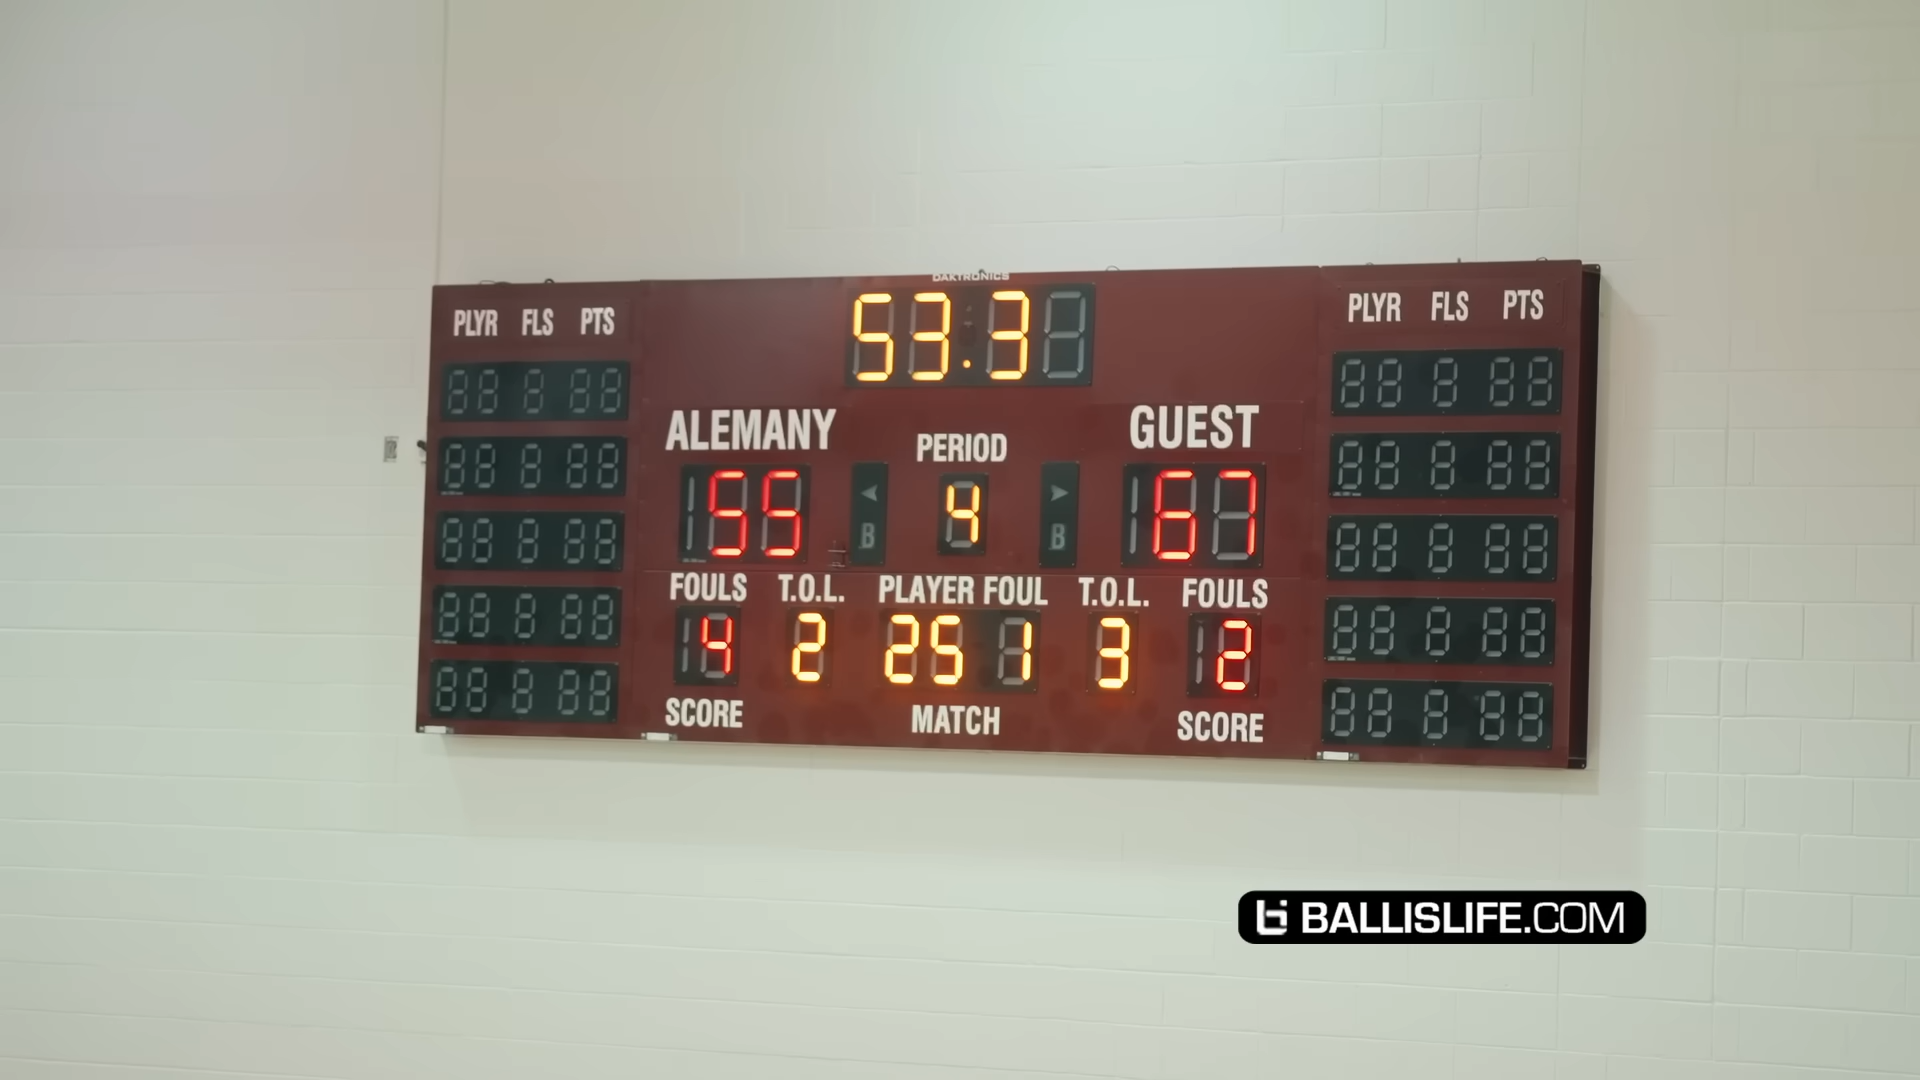 DAKTRONICS
PLYR FLS PTS
53.3
PLYR FLS PTS
ALEMANY
GUEST
PERIOD
55
4
67
B
B
FOULS T.O.L. PLAYER FOUL T.O.L. FOULS
4 2 25 1 3 2
SCORE MATCH SCORE
BALLISLIFE.COM